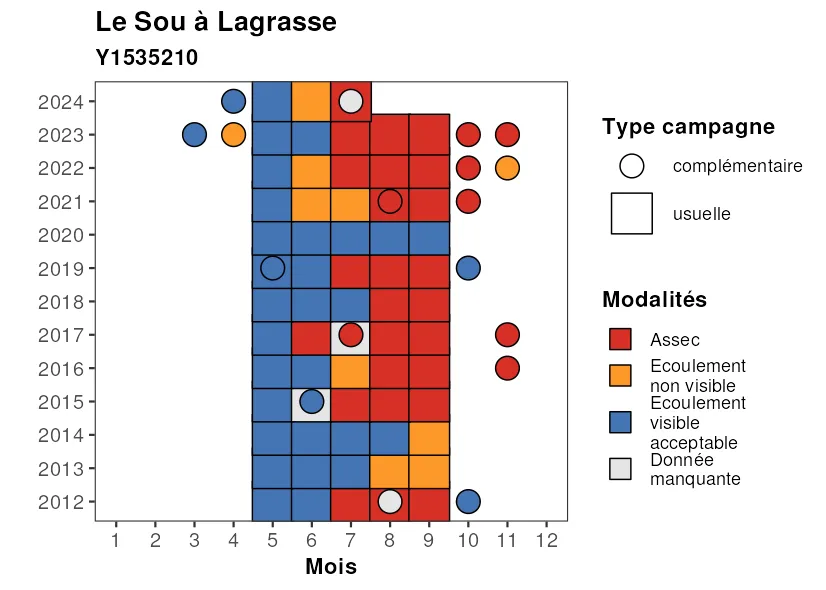 Le Sou à Lagrasse
Y1535210
2024
2023
2022
2021
2020
2019
2018
2017
2016
2015
2014
2013
2012
1 2 3 4 5 6 7 8 9 10 11 12
Mois
Type campagne
complémentaire
usuelle
Modalités
Assec
Ecoulement
non visible
Ecoulement
visible
acceptable
Donnée
manquante